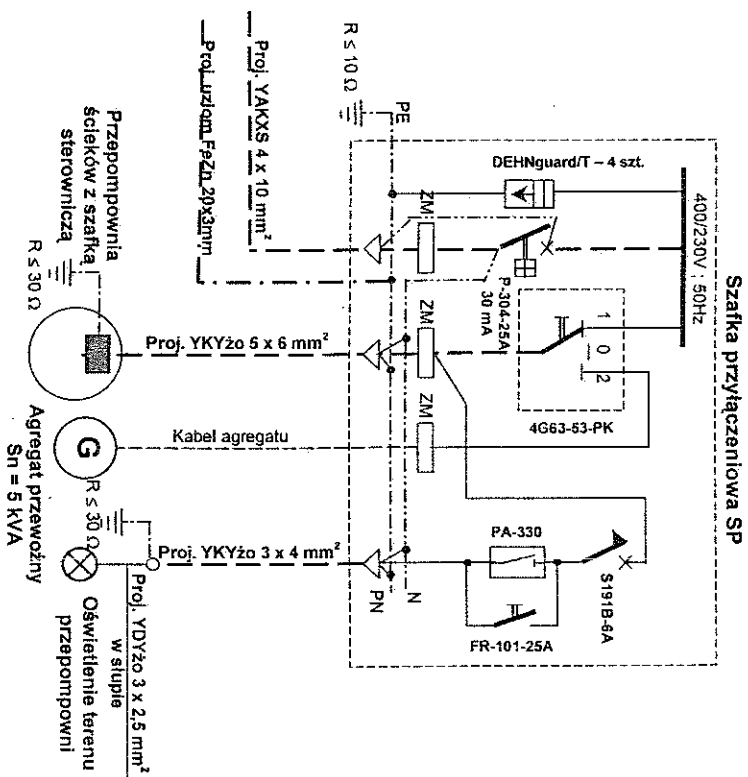 Szafka przyłączeniowa SP
400/230V ; 50Hz
DEHNguard/T – 4 szt.
PE
R ≤ 10 Ω
ZM
P-304-25A
30 mA
1 0 2
4G63-53-PK
ZM
ZM
PA-330
S191B-6A
FR-101-25A
N
PN
Proj. YAKXS 4 x 10 mm²
Proj. uziom FeZn 20x3mm
Proj. YKYżo 5 x 6 mm²
Kabel agregatu
Proj. YKYżo 3 x 4 mm²
Przepompownia
ścieków z szafką
sterowniczą
R ≤ 30 Ω
G
Agregat przewoźny
Sn = 5 kVA
R ≤ 30 Ω
Proj. YDYżo 3 x 2,5 mm²
w słupie
Oświetlenie terenu
przepompowni